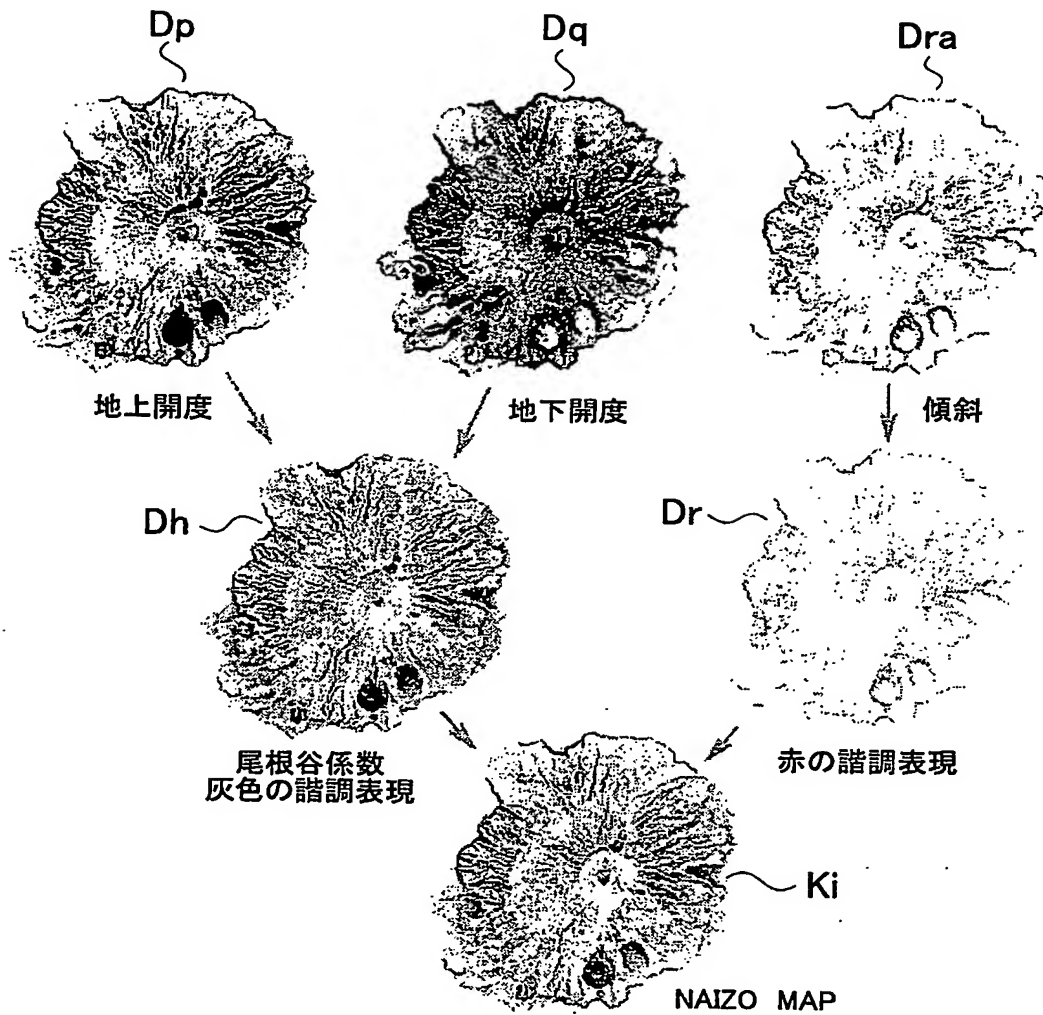 Dp
Dq
Dra
地上開度
地下開度
傾斜
Dh
Dr
尾根谷係数
灰色の諧調表現
赤の諧調表現
Ki
NAIZO MAP